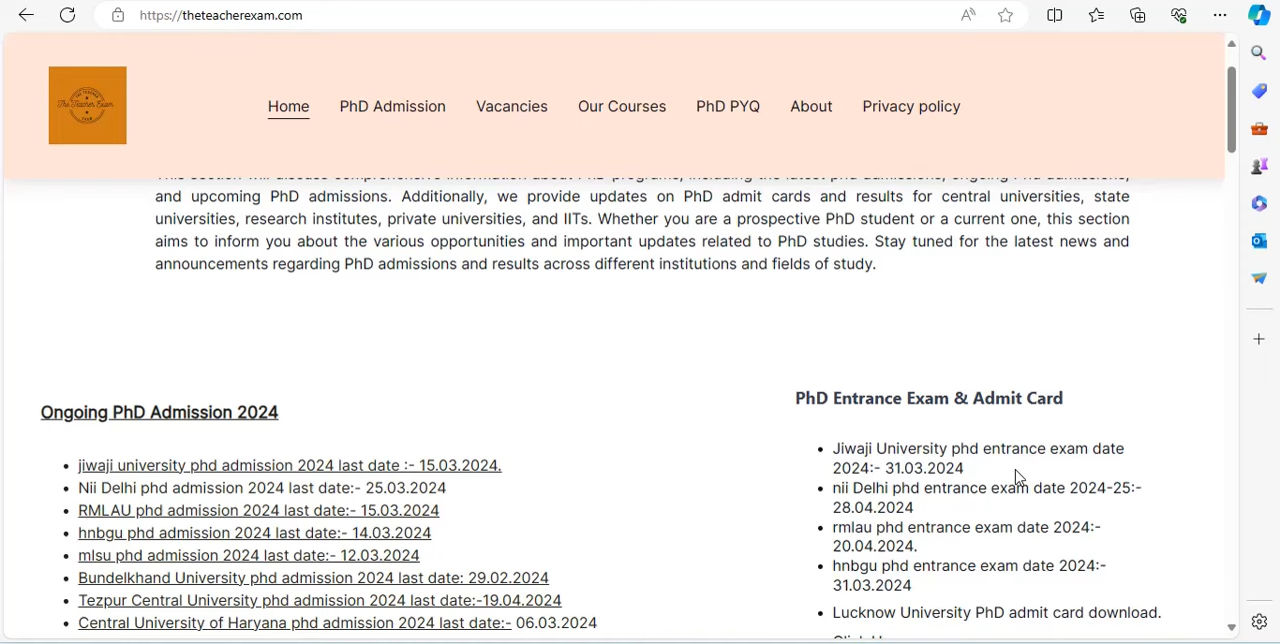 https://theteacherexam.com
The Teacher Exam
Home PhD Admission Vacancies Our Courses PhD PYQ About Privacy policy
and upcoming PhD admissions. Additionally, we provide updates on PhD admit cards and results for central universities, state
universities, research institutes, private universities, and IITs. Whether you are a prospective PhD student or a current one, this section
aims to inform you about the various opportunities and important updates related to PhD studies. Stay tuned for the latest news and
announcements regarding PhD admissions and results across different institutions and fields of study.
Ongoing PhD Admission 2024
jiwaji university phd admission 2024 last date :- 15.03.2024.
Nii Delhi phd admission 2024 last date:- 25.03.2024
RMLAU phd admission 2024 last date:- 15.03.2024
hnbgu phd admission 2024 last date:- 14.03.2024
mlsu phd admission 2024 last date:- 12.03.2024
Bundelkhand University phd admission 2024 last date: 29.02.2024
Tezpur Central University phd admission 2024 last date:-19.04.2024
Central University of Haryana phd admission 2024 last date:- 06.03.2024
PhD Entrance Exam & Admit Card
Jiwaji University phd entrance exam date
2024:- 31.03.2024
nii Delhi phd entrance exam date 2024-25:-
28.04.2024
rmlau phd entrance exam date 2024:-
20.04.2024.
hnbgu phd entrance exam date 2024:-
31.03.2024
Lucknow University PhD admit card download.